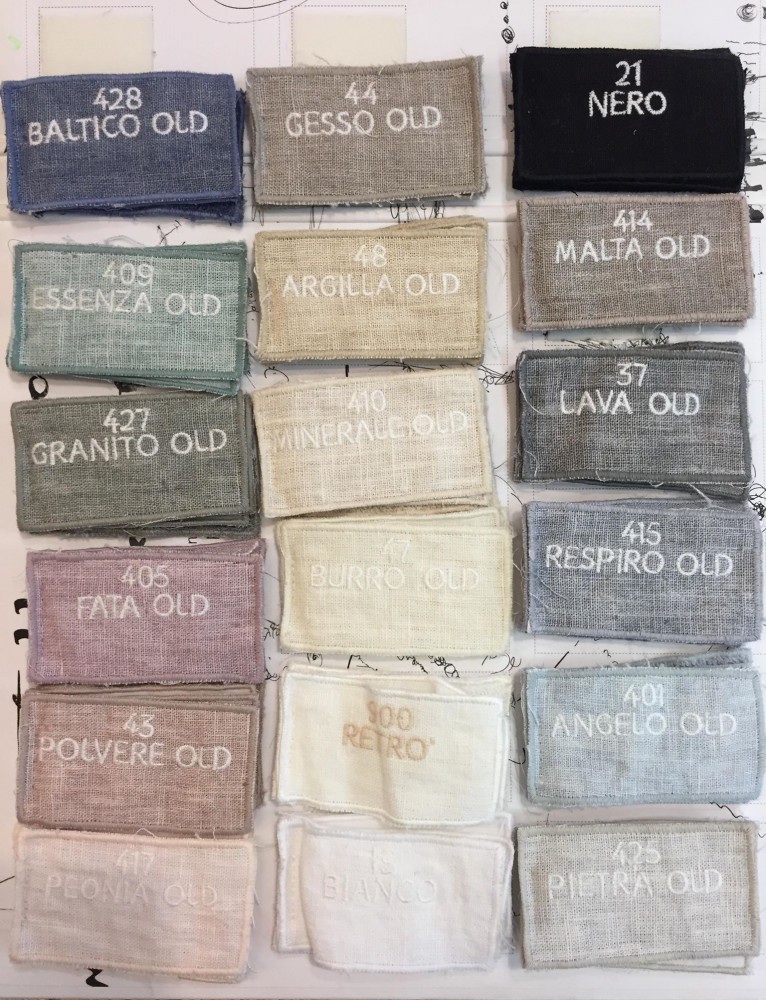 428
BALTICO OLD
44
GESSO OLD
21
NERO
409
ESSENZA OLD
48
ARGILLA OLD
414
MALTA OLD
427
GRANITO OLD
410
MINERALE OLD
37
LAVA OLD
405
FATA OLD
47
BURRO OLD
415
RESPIRO OLD
43
POLVERE OLD
900
RETRO'
401
ANGELO OLD
417
PEONIA OLD
BIANCO
425
PIETRA OLD